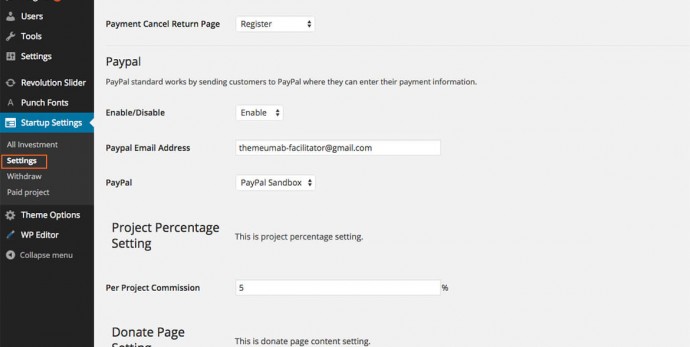 Users
Tools
Settings
Revolution Slider
Punch Fonts
Startup Settings
All Investment
Settings
Withdraw
Paid project
Theme Options
WP Editor
Collapse menu
Payment Cancel Return Page
Register
Paypal
PayPal standard works by sending customers to PayPal where they can enter their payment information.
Enable/Disable
Enable
Paypal Email Address
themeumab-facilitator@gmail.com
PayPal
PayPal Sandbox
Project Percentage
Setting
This is project percentage setting.
Per Project Commission
5
%
Donate Page
This is donate page content setting.